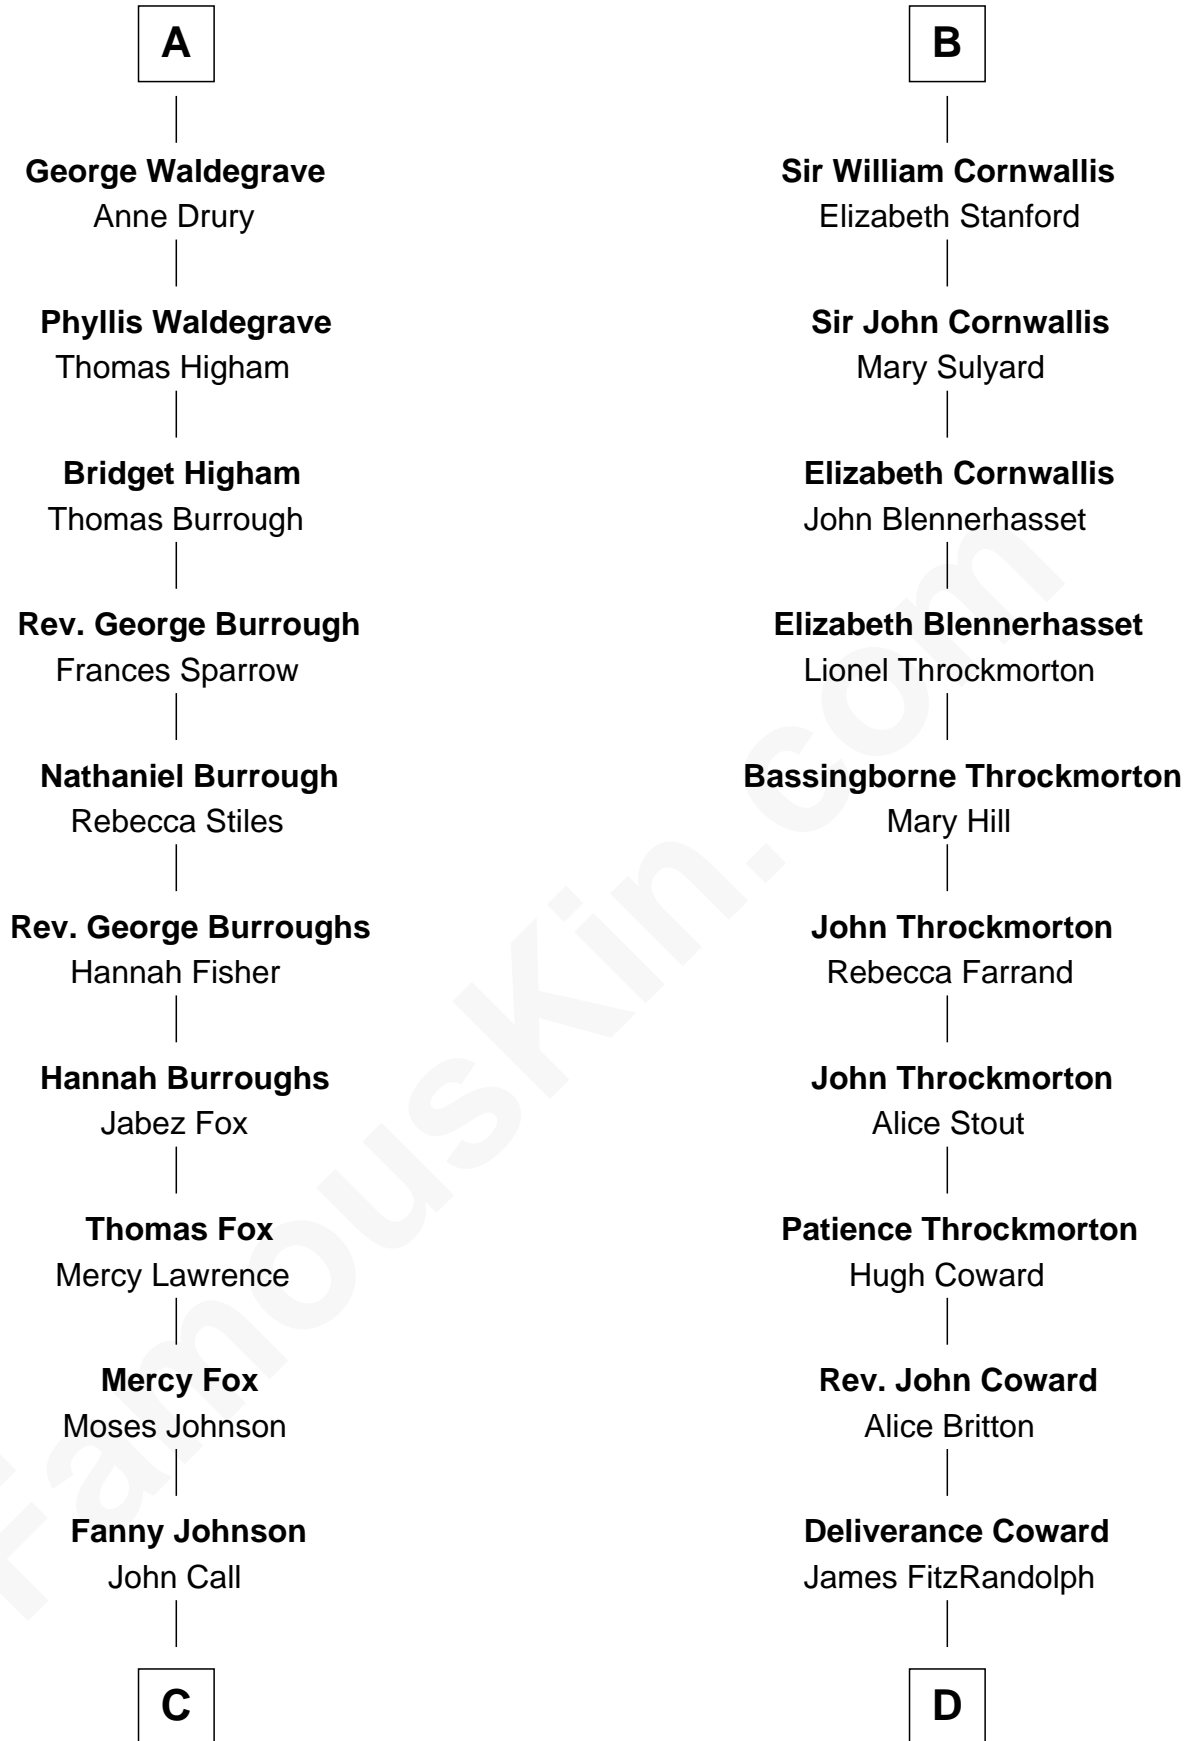 A
George Waldegrave
Anne Drury
Phyllis Waldegrave
Thomas Higham
Bridget Higham
Thomas Burrough
Rev. George Burrough
Frances Sparrow
Nathaniel Burrough
Rebecca Stiles
Rev. George Burroughs
Hannah Fisher
Hannah Burroughs
Jabez Fox
Thomas Fox
Mercy Lawrence
Mercy Fox
Moses Johnson
Fanny Johnson
John Call
C
B
Sir William Cornwallis
Elizabeth Stanford
Sir John Cornwallis
Mary Sulyard
Elizabeth Cornwallis
John Blennerhasset
Elizabeth Blennerhasset
Lionel Throckmorton
Bassingborne Throckmorton
Mary Hill
John Throckmorton
Rebecca Farrand
John Throckmorton
Alice Stout
Patience Throckmorton
Hugh Coward
Rev. John Coward
Alice Britton
Deliverance Coward
James FitzRandolph
D
FamousKin.com